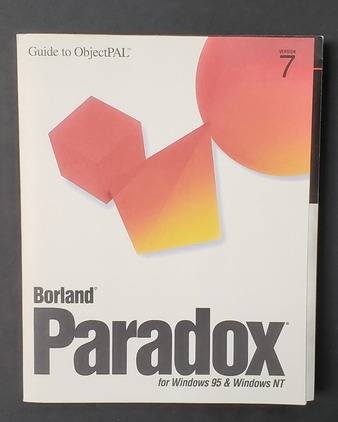 Guide to ObjectPAL™
VERSION
7
Borland®
Paradox®
for Windows 95 & Windows NT